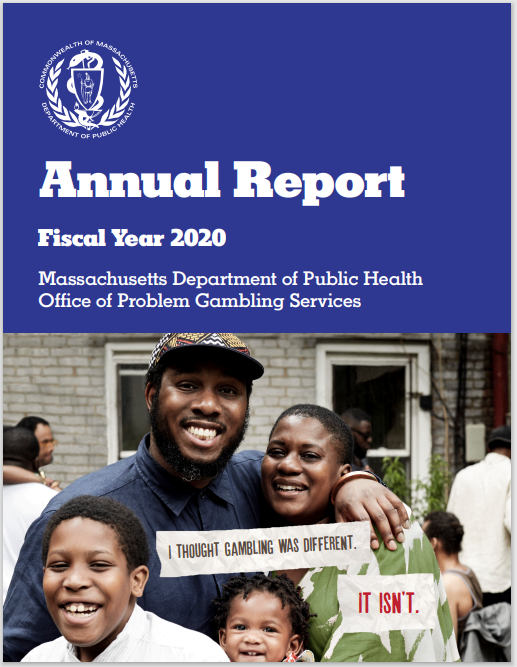 COMMONWEALTH OF MASSACHUSETTS
DEPARTMENT OF PUBLIC HEALTH
Annual Report
Fiscal Year 2020
Massachusetts Department of Public Health
Office of Problem Gambling Services
I THOUGHT GAMBLING WAS DIFFERENT.
IT ISN'T.